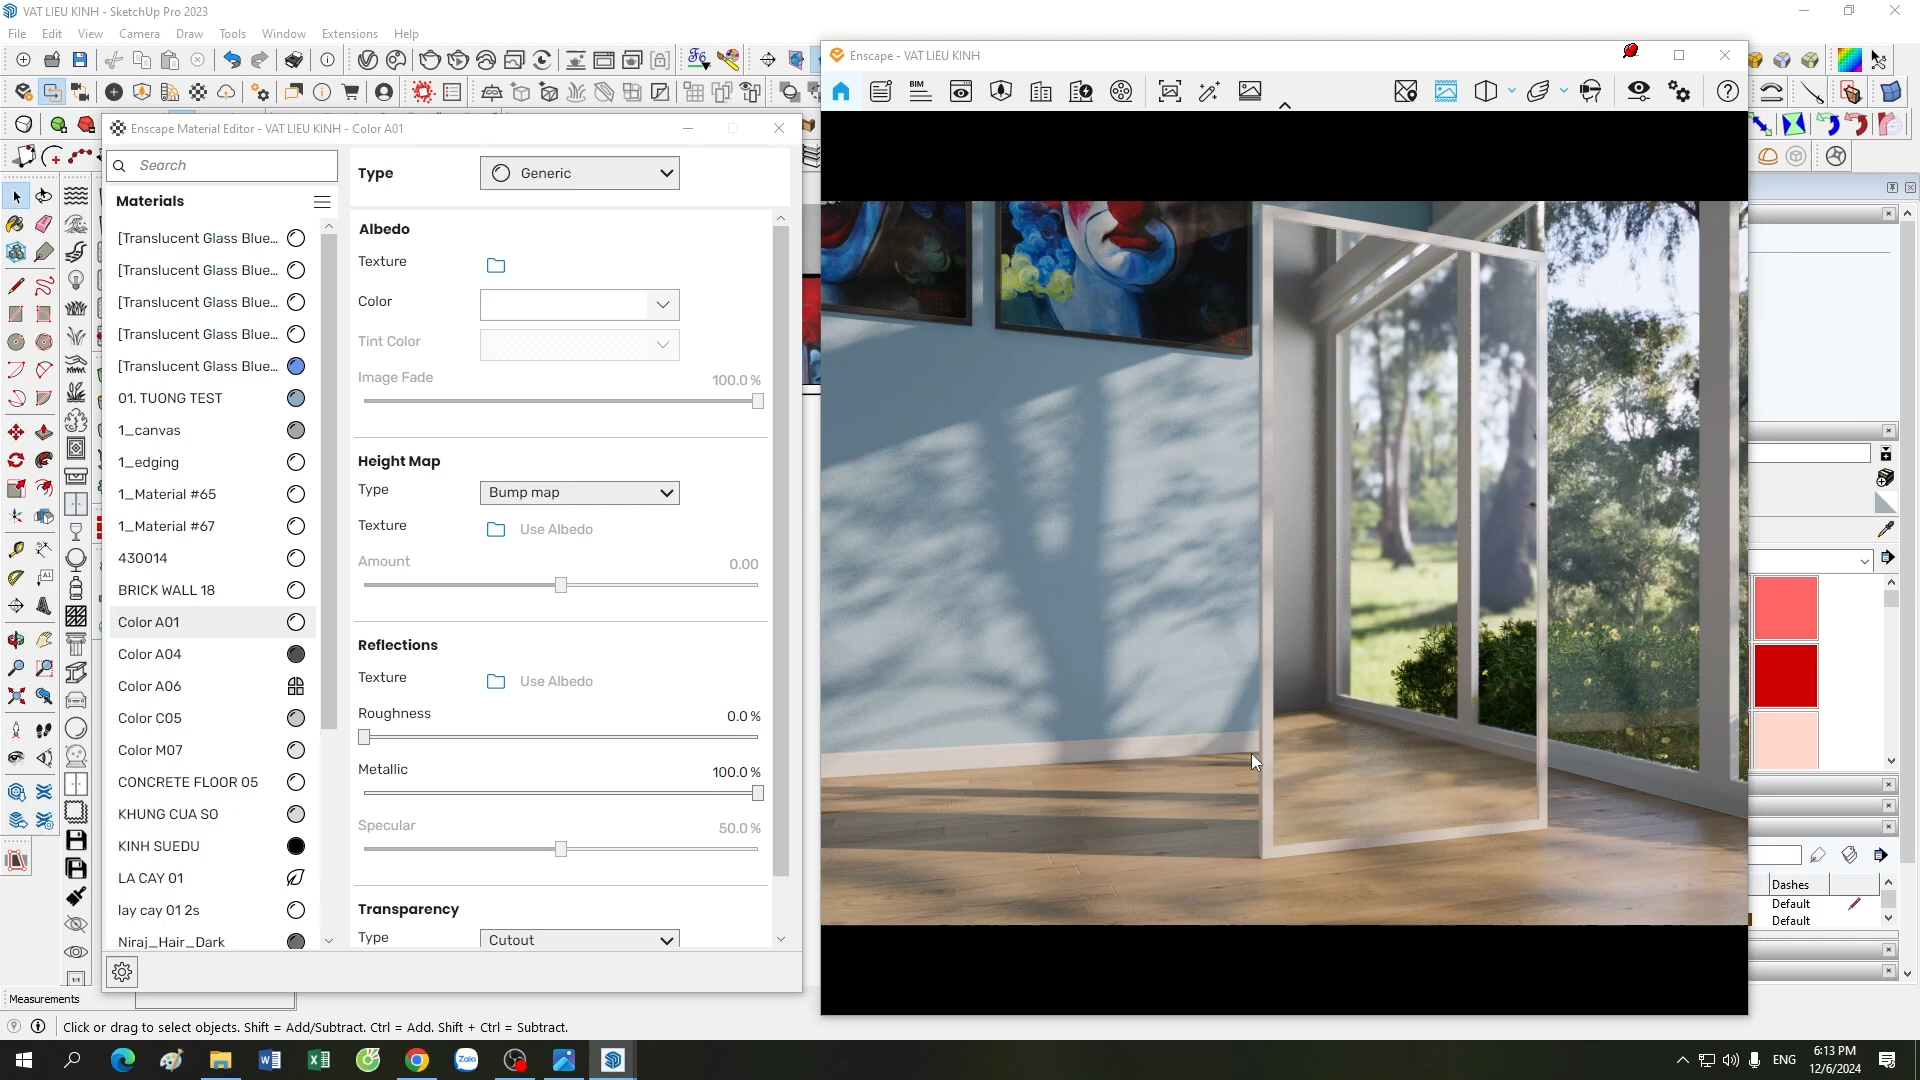 VAT LIEU KINH - SketchUp Pro 2023
File Edit View Camera Draw Tools Window Extensions Help
Enscape - VAT LIEU KINH
BIM
Enscape Material Editor - VAT LIEU KINH - Color A01
Search
Materials
[Translucent Glass Blue...
[Translucent Glass Blue...
[Translucent Glass Blue...
[Translucent Glass Blue...
[Translucent Glass Blue...
01. TUONG TEST
1_canvas
1_edging
1_Material #65
1_Material #67
430014
BRICK WALL 18
Color A01
Color A04
Color A06
Color C05
Color M07
CONCRETE FLOOR 05
KHUNG CUA SO
KINH SUEDU
LA CAY 01
lay cay 01 2s
Niraj_Hair_Dark
Type Generic
Albedo
Texture
Color
Tint Color
Image Fade 100.0 %
Height Map
Type Bump map
Texture Use Albedo
Amount 0.00
Reflections
Texture Use Albedo
Roughness 0.0 %
Metallic 100.0 %
Specular 50.0 %
Transparency
Type Cutout
Dashes
Default
Default
Measurements
Click or drag to select objects. Shift = Add/Subtract. Ctrl = Add. Shift + Ctrl = Subtract.
Zalo
ENG
6:13 PM
12/6/2024